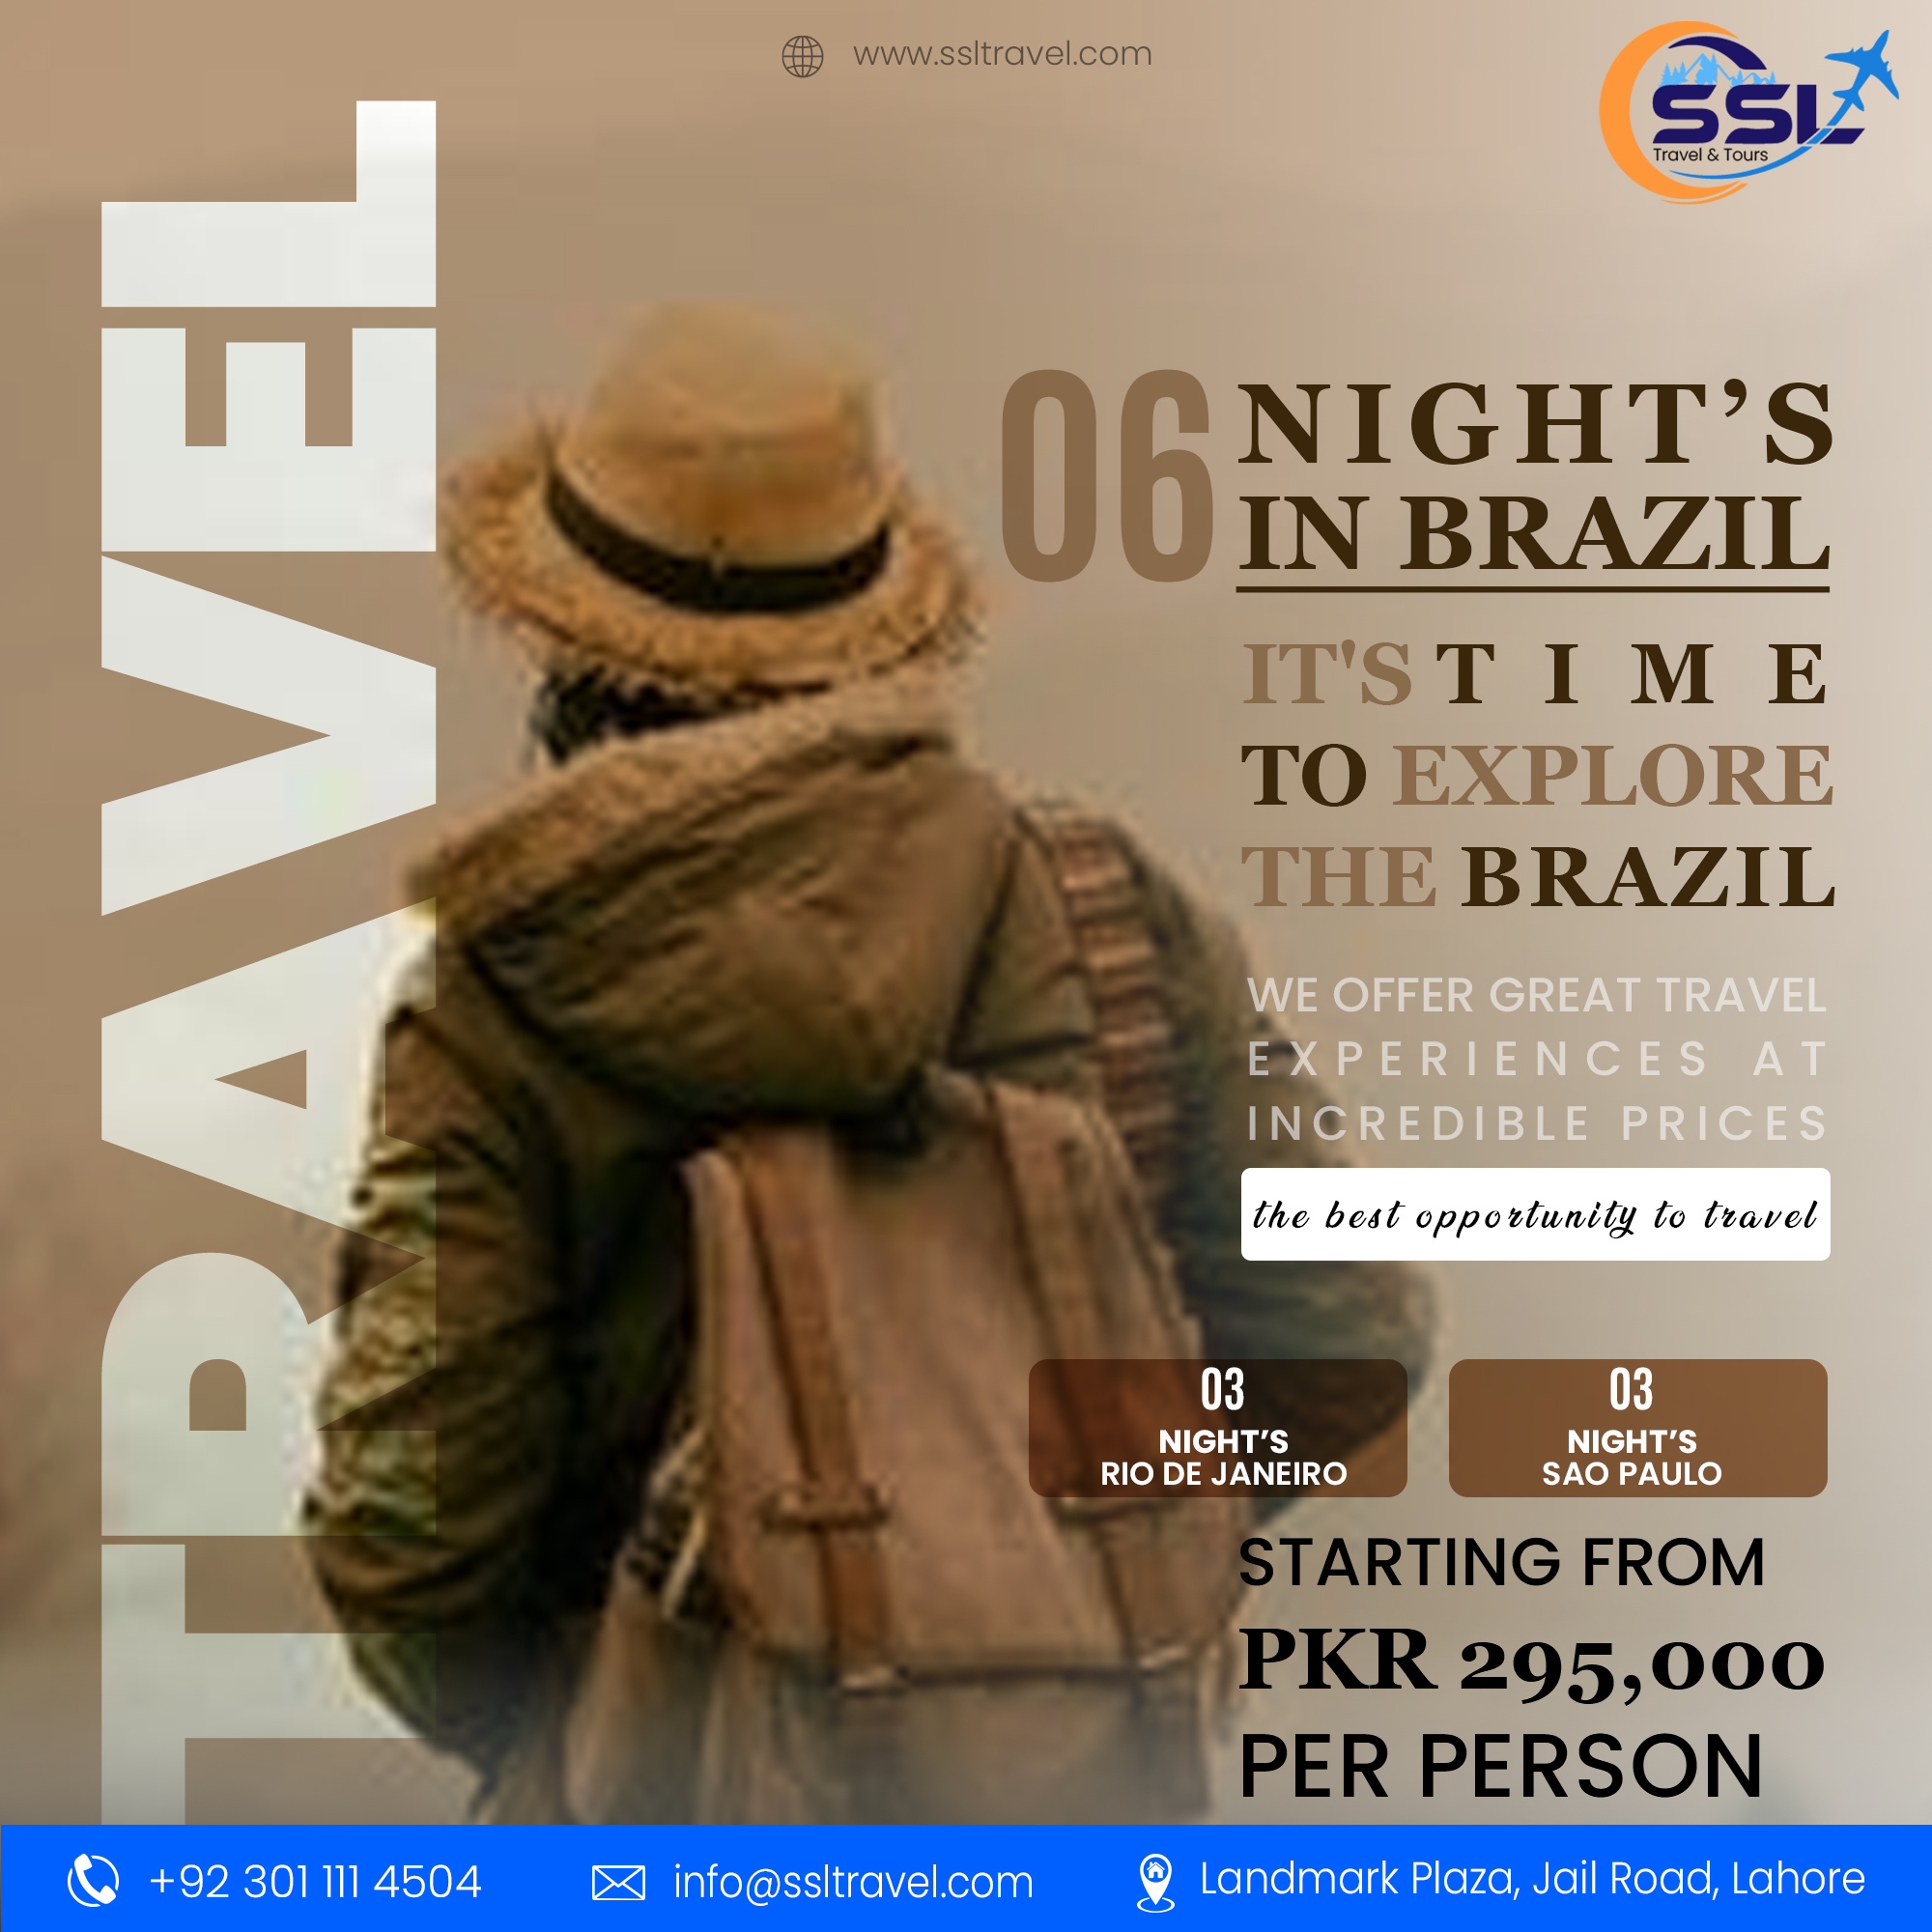 www.ssltravel.com
SSL
Travel & Tours
TRAVEL
06
NIGHT’S
IN BRAZIL
IT'S TIME
TO EXPLORE
THE BRAZIL
WE OFFER GREAT TRAVEL
EXPERIENCES AT
INCREDIBLE PRICES
the best opportunity to travel
03
NIGHT’S
RIO DE JANEIRO
03
NIGHT’S
SAO PAULO
STARTING FROM
PKR 295,000
PER PERSON
+92 301 111 4504
info@ssltravel.com
Landmark Plaza, Jail Road, Lahore